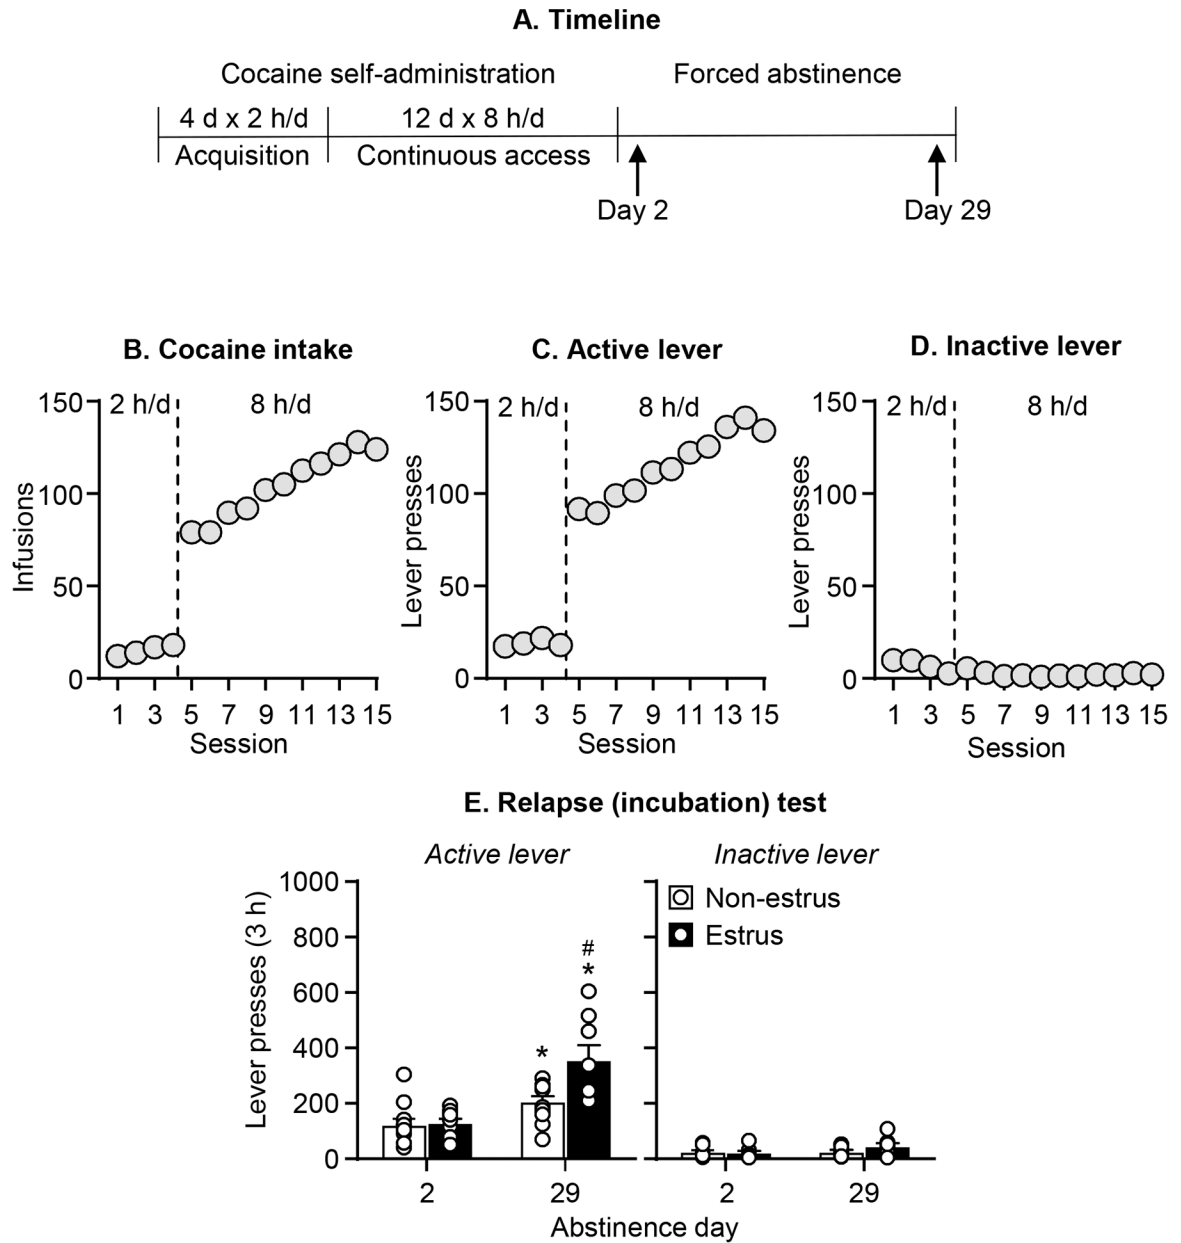 A. Timeline
Cocaine self-administration Forced abstinence
4 d x 2 h/d 12 d x 8 h/d
Acquisition Continuous access
Day 2 Day 29
B. Cocaine intake
2 h/d 8 h/d
150
100
50
0
Infusions
1 3 5 7 9 11 13 15
Session
C. Active lever
2 h/d 8 h/d
150
100
50
0
Lever presses
1 3 5 7 9 11 13 15
Session
D. Inactive lever
2 h/d 8 h/d
150
100
50
0
Lever presses
1 3 5 7 9 11 13 15
Session
E. Relapse (incubation) test
Active lever Inactive lever
1000
800
600
400
200
0
Lever presses (3 h)
Non-estrus
Estrus
#
*
*
2 29 2 29
Abstinence day